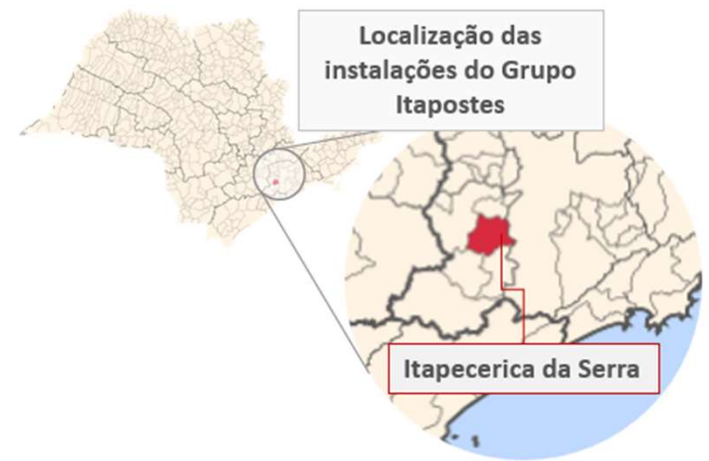 Localização das
instalações do Grupo
Itapostes
Itapecerica da Serra